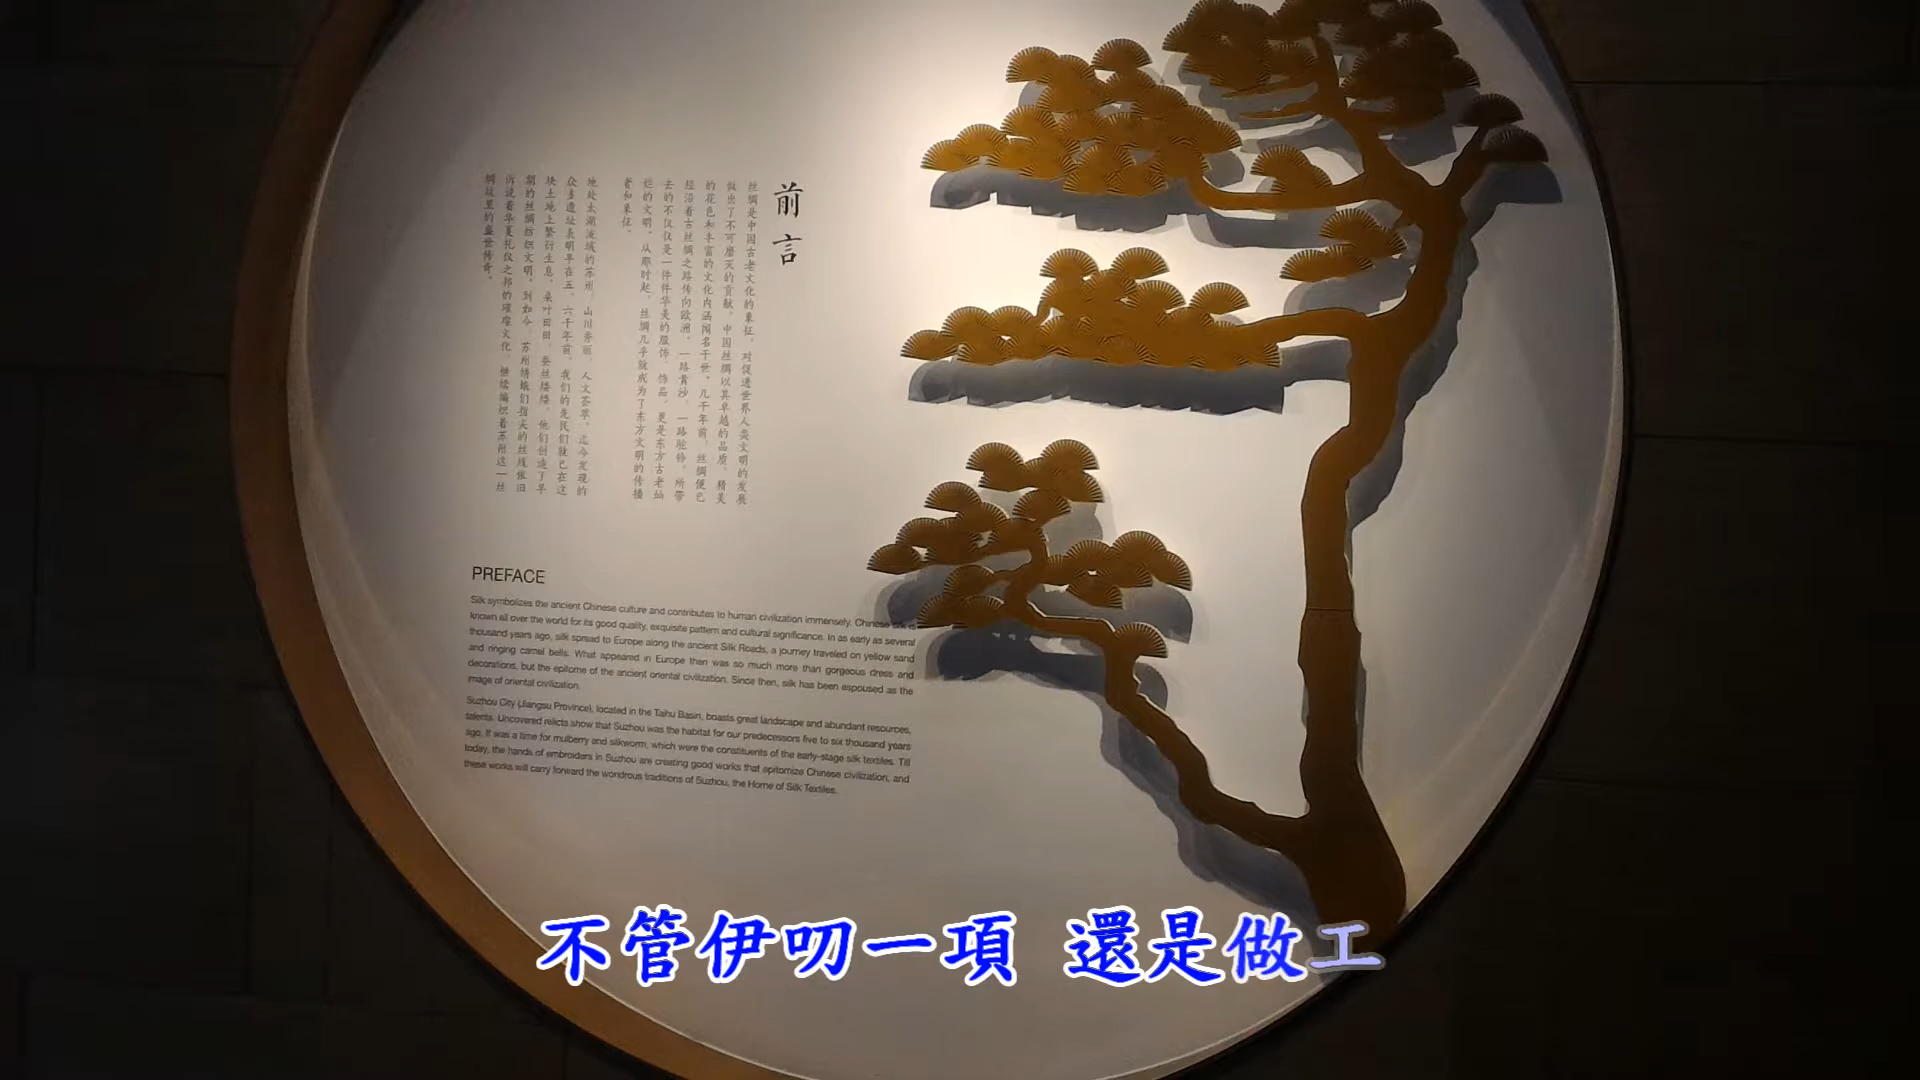 前言
丝绸是中国古老文化的象征，对促进世界人类文明的发展
做出了不可磨灭的贡献。中国丝绸以其卓越的品质、精美
的花色和丰富的文化内涵闻名于世。几千年前，丝绸便已
经沿着古丝绸之路传向欧洲，一路黄沙，一路驼铃，所带
去的不仅仅是一件件华美的服饰、饰品，更是东方古老灿
烂的文明，从那时起，丝绸几乎就成为了东方文明的传播
者和象征。
地处太湖流域的苏州，山川秀丽，人文荟萃，迄今发现的
众多遗址表明早在五、六千年前，我们的先民们就已在这
块土地上繁衍生息，桑叶田田，蚕丝缕缕，他们创造了早
期的丝绸纺织文明。到如今，苏州绣娘们指尖的丝线依旧
诉说着华夏礼仪之邦的璀璨文化，继续编织着苏州这一丝
绸故里的盛世传奇。
PREFACE
Silk symbolizes the ancient Chinese culture and contributes to human civilization immensely. Chinese silk is
known all over the world for its good quality, exquisite pattern and cultural significance. In as early as several
thousand years ago, silk spread to Europe along the ancient Silk Roads, a journey traveled on yellow sand
and ringing camel bells. What appeared in Europe then was so much more than gorgeous dress and
decorations, but the epitome of the ancient oriental civilization. Since then, silk has been espoused as the
image of oriental civilization.
Suzhou City (Jiangsu Province), located in the Taihu Basin, boasts great landscape and abundant resources,
talents. Uncovered relicts show that Suzhou was the habitat for our predecessors five to six thousand years
ago. It was a time for mulberry and silkworm, which were the constituents of the early-stage silk textiles. Till
today, the hands of embroiders in Suzhou are creating good works that epitomize Chinese civilization, and
these works will carry forward the wondrous traditions of Suzhou, the Home of Silk Textiles.
不管伊叨一項 還是做工